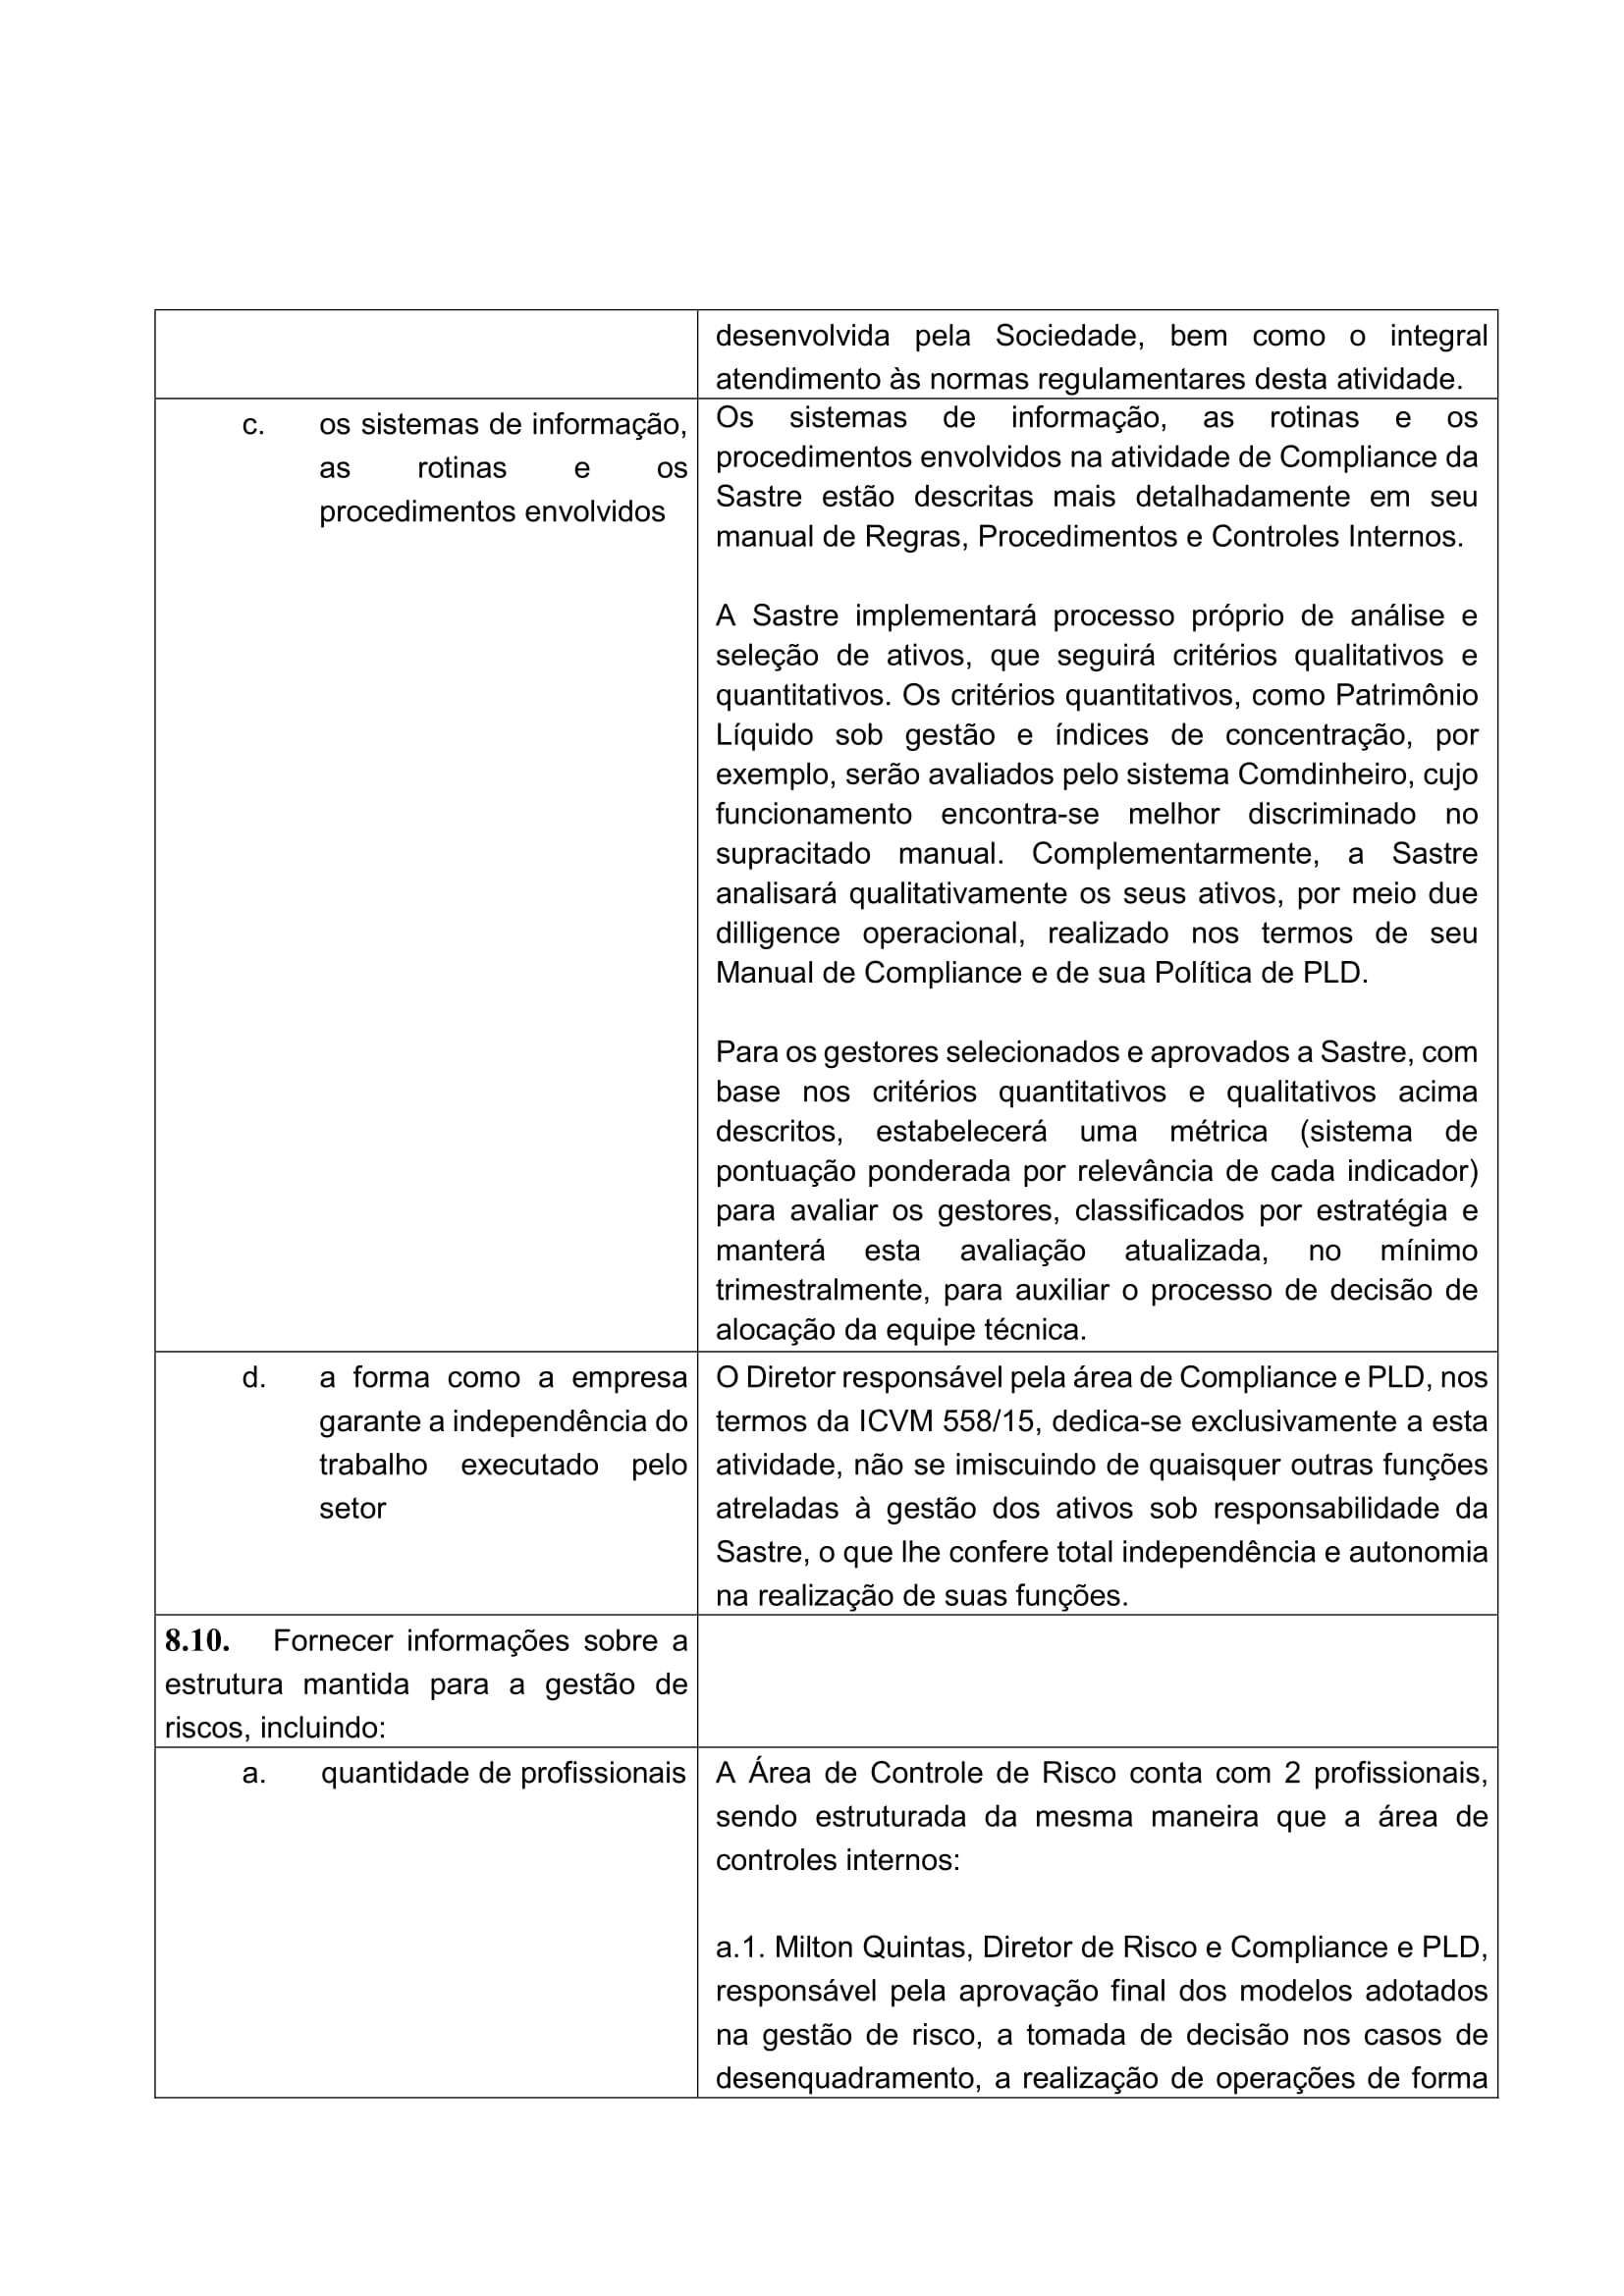 desenvolvida pela Sociedade, bem como o integral
atendimento às normas regulamentares desta atividade.
c. os sistemas de informação,
as rotinas e os
procedimentos envolvidos
Os sistemas de informação, as rotinas e os
procedimentos envolvidos na atividade de Compliance da
Sastre estão descritas mais detalhadamente em seu
manual de Regras, Procedimentos e Controles Internos.
A Sastre implementará processo próprio de análise e
seleção de ativos, que seguirá critérios qualitativos e
quantitativos. Os critérios quantitativos, como Patrimônio
Líquido sob gestão e índices de concentração, por
exemplo, serão avaliados pelo sistema Comdinheiro, cujo
funcionamento encontra-se melhor discriminado no
supracitado manual. Complementarmente, a Sastre
analisará qualitativamente os seus ativos, por meio due
dilligence operacional, realizado nos termos de seu
Manual de Compliance e de sua Política de PLD.
Para os gestores selecionados e aprovados a Sastre, com
base nos critérios quantitativos e qualitativos acima
descritos, estabelecerá uma métrica (sistema de
pontuação ponderada por relevância de cada indicador)
para avaliar os gestores, classificados por estratégia e
manterá esta avaliação atualizada, no mínimo
trimestralmente, para auxiliar o processo de decisão de
alocação da equipe técnica.
d. a forma como a empresa
garante a independência do
trabalho executado pelo
setor
O Diretor responsável pela área de Compliance e PLD, nos
termos da ICVM 558/15, dedica-se exclusivamente a esta
atividade, não se imiscuindo de quaisquer outras funções
atreladas à gestão dos ativos sob responsabilidade da
Sastre, o que lhe confere total independência e autonomia
na realização de suas funções.
8.10. Fornecer informações sobre a
estrutura mantida para a gestão de
riscos, incluindo:
a. quantidade de profissionais
A Área de Controle de Risco conta com 2 profissionais,
sendo estruturada da mesma maneira que a área de
controles internos:
a.1. Milton Quintas, Diretor de Risco e Compliance e PLD,
responsável pela aprovação final dos modelos adotados
na gestão de risco, a tomada de decisão nos casos de
desenquadramento, a realização de operações de forma